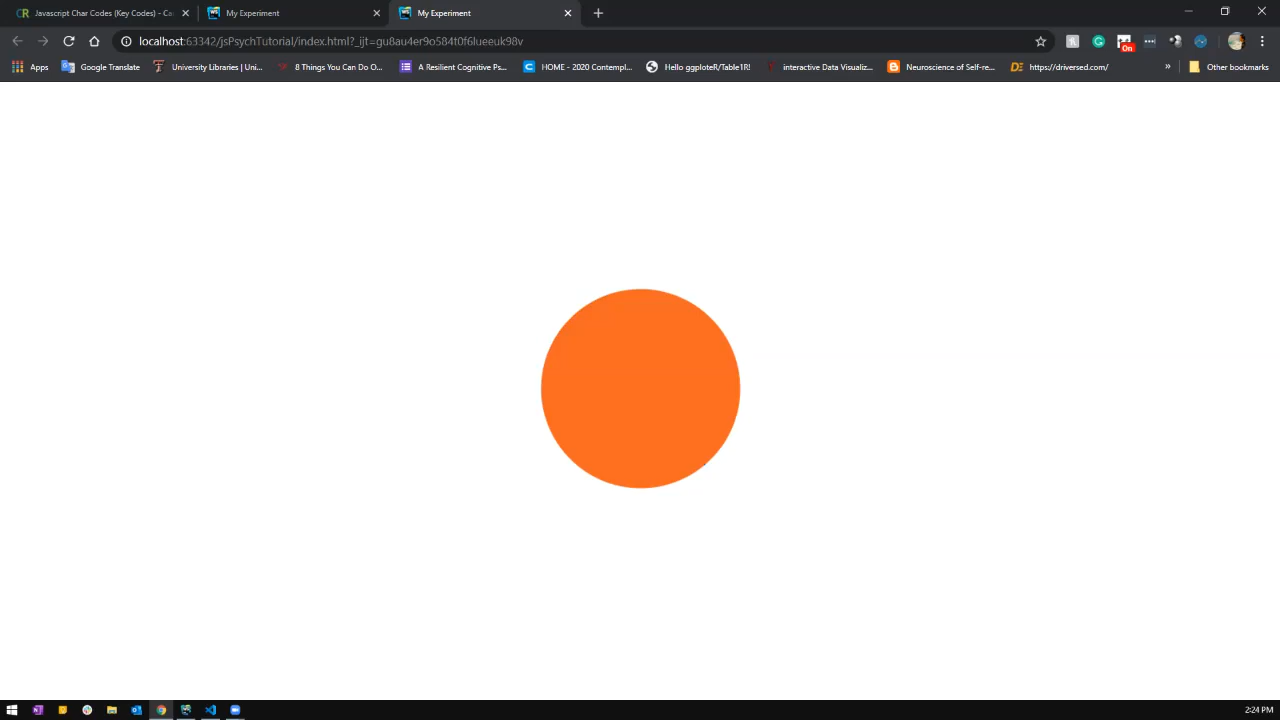 Javascript Char Codes (Key Codes) - Ca
My Experiment
My Experiment
localhost:63342/jsPsychTutorial/index.html?_ijt=gu8au4er9o584t0f6lueeuk98v
On
Apps
Google Translate
University Libraries | Uni...
8 Things You Can Do O...
A Resilient Cognitive Ps...
HOME - 2020 Contempl...
Hello ggploteR/Table1R!
interactive Data Visualiz...
Neuroscience of Self-re...
https://driversed.com/
»
Other bookmarks
2:24 PM